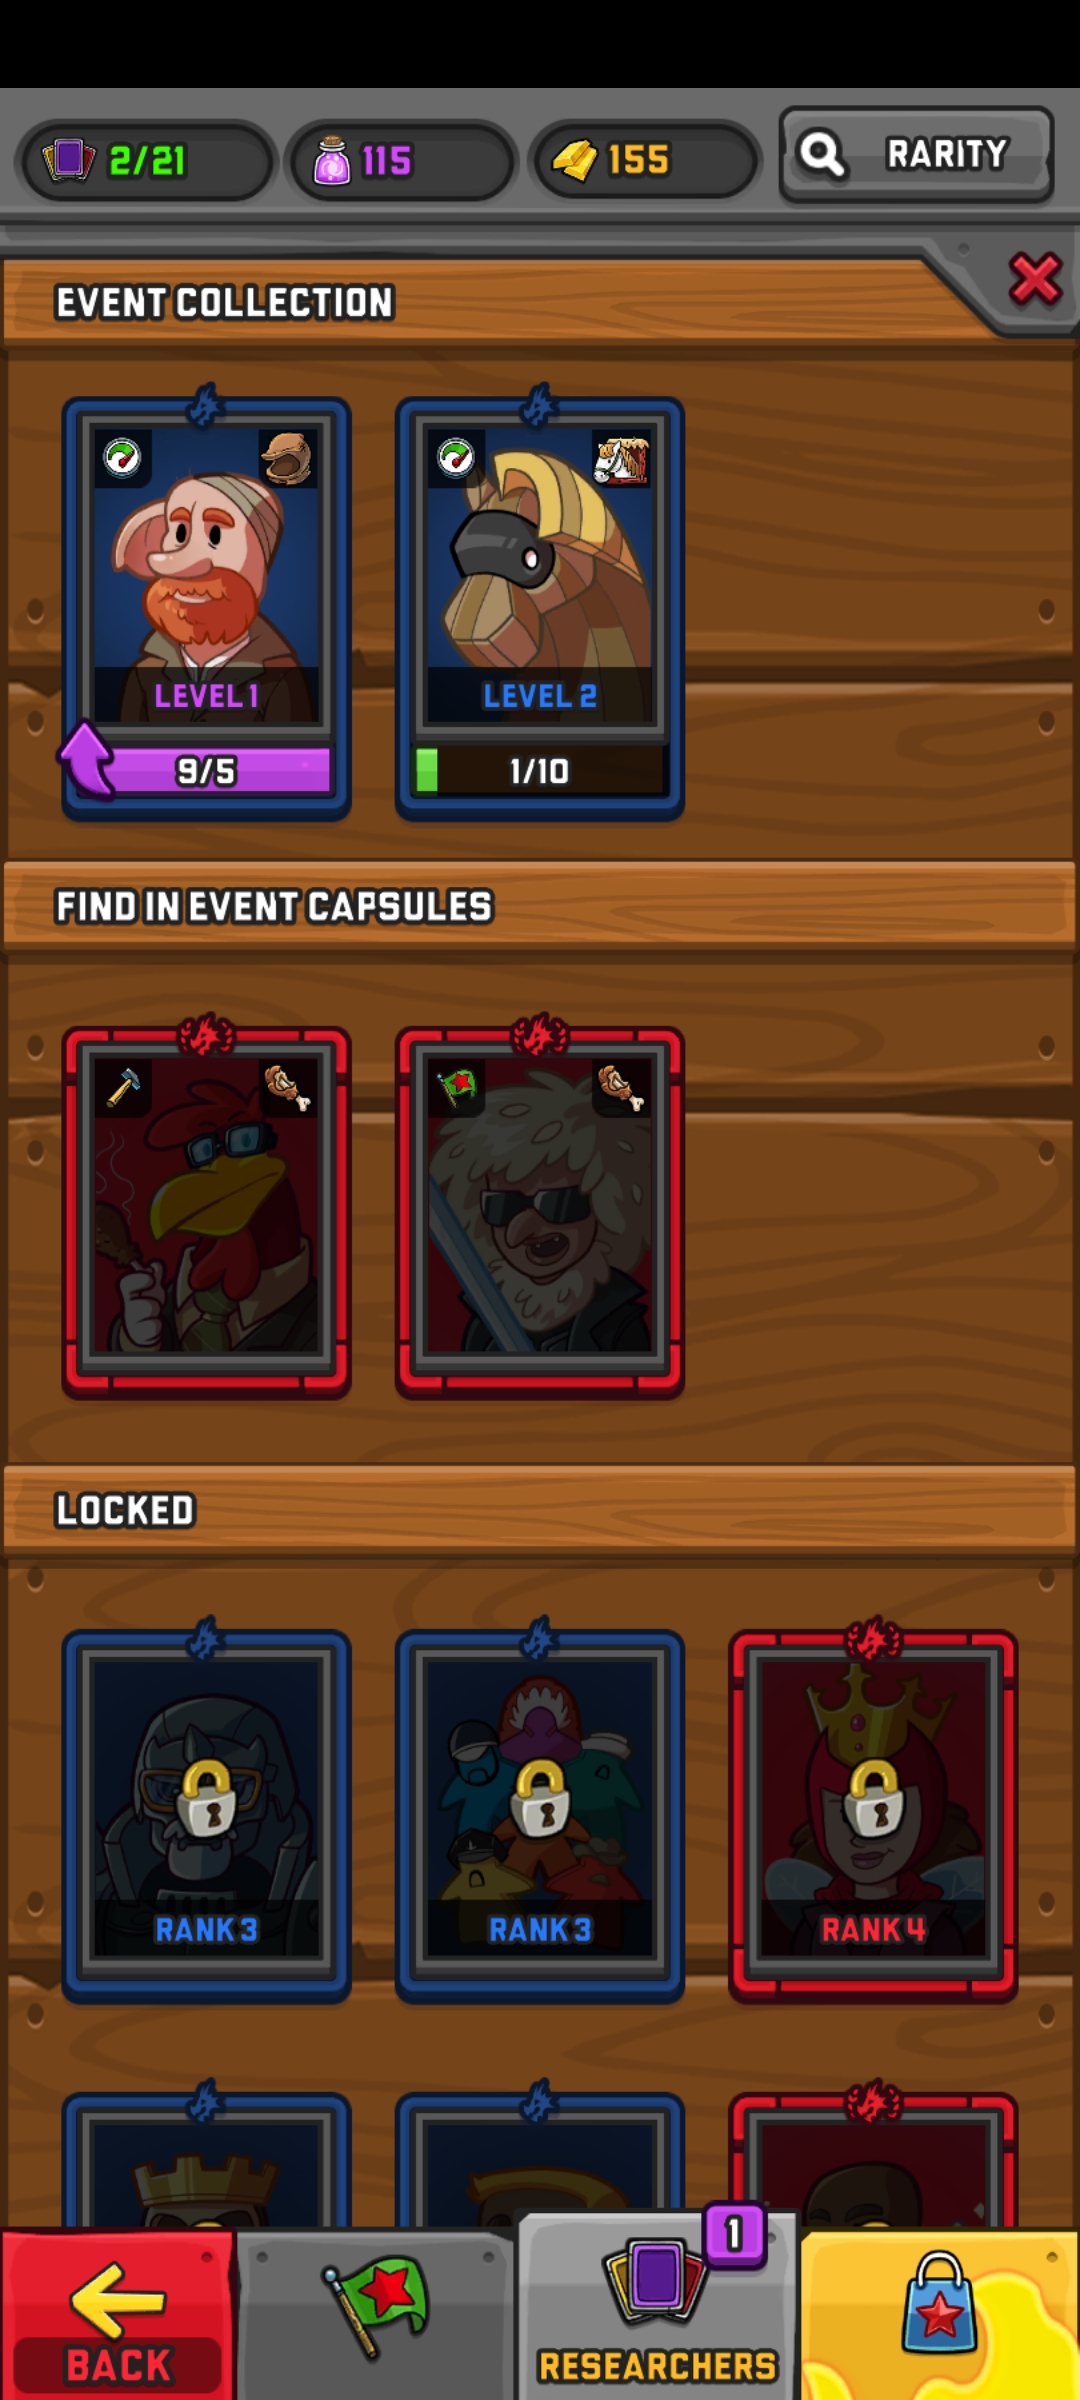 2/21
115
155
RARITY
EVENT COLLECTION
LEVEL 1
LEVEL 2
9/5
1/10
FIND IN EVENT CAPSULES
LOCKED
RANK 3
RANK 3
RANK 4
1
BACK
RESEARCHERS